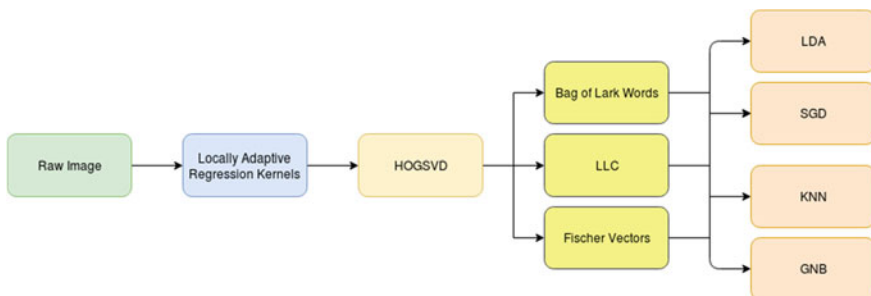 Raw Image
Locally Adaptive
Regression Kernels
HOGSVD
Bag of Lark Words
LLC
Fischer Vectors
LDA
SGD
KNN
GNB